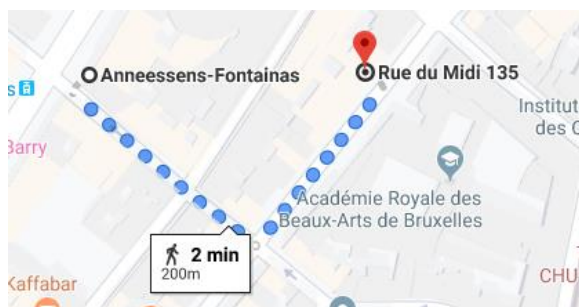 Anneessens-Fontainas
Rue du Midi 135
s
Institut
des C
Barry
Académie Royale des
Beaux-Arts de Bruxelles
2 min
200m
Kaffabar
CHU